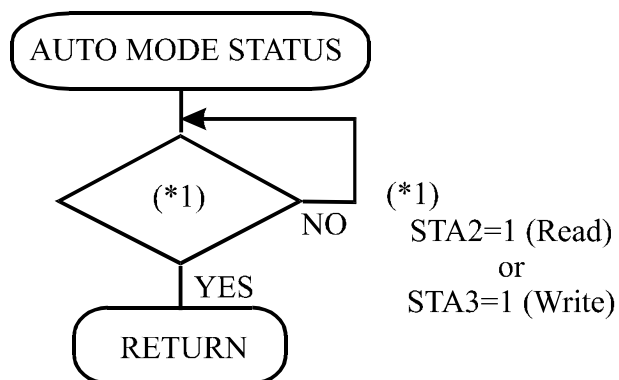 AUTO MODE STATUS
(*1)
NO
YES
RETURN
(*1)
STA2=1 (Read)
or
STA3=1 (Write)